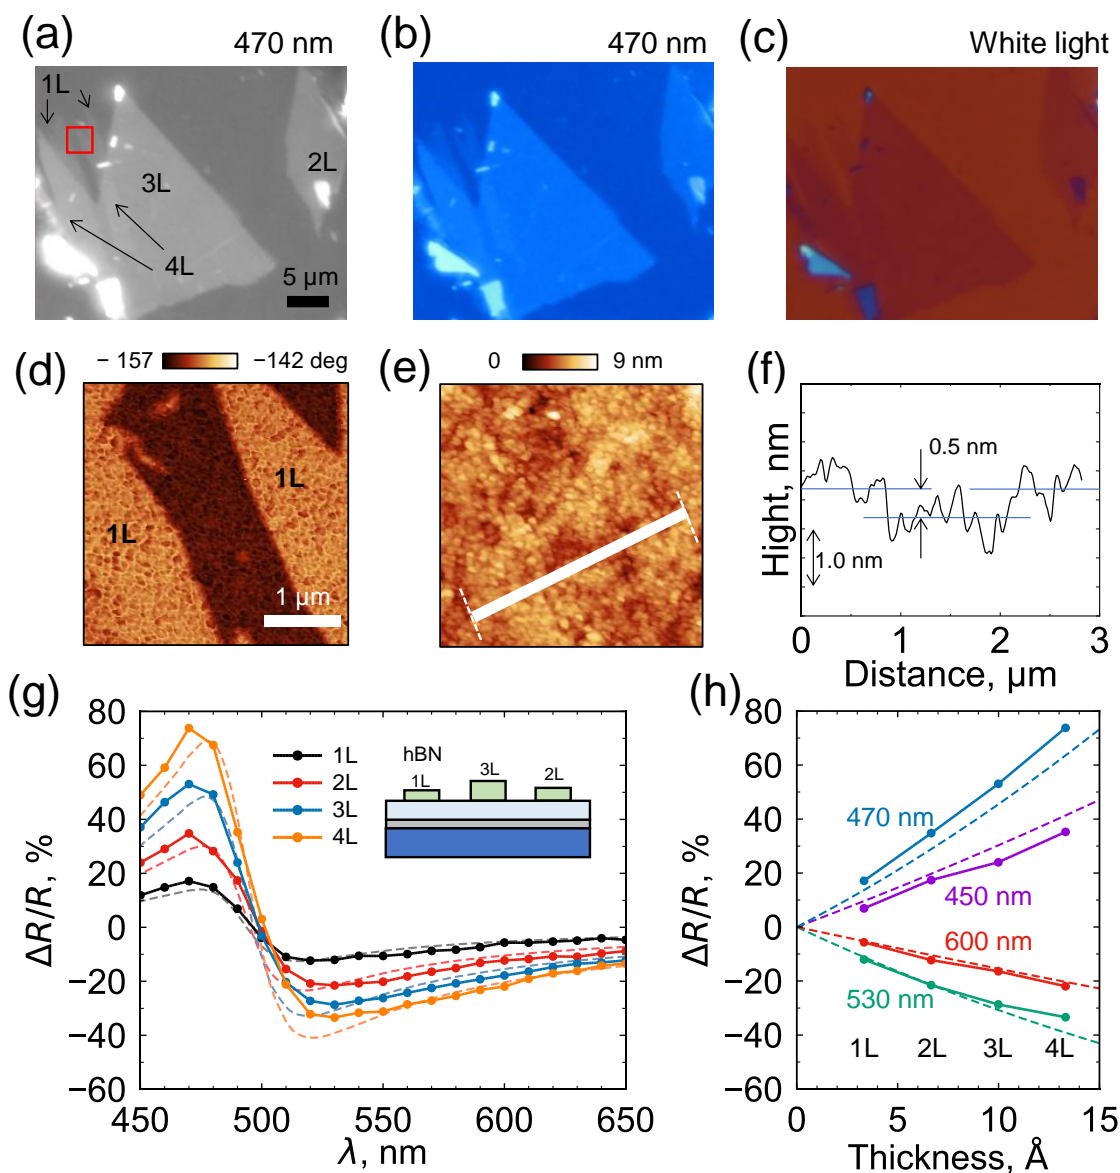 (a) 470 nm
1L
3L
2L
4L
5 μm
(b) 470 nm
(c) White light
(d) − 157 −142 deg
1L
1L
1 μm
(e) 0 9 nm
(f)
Hight, nm
0.5 nm
1.0 nm
0 1 2 3
Distance, μm
(g)
ΔR/R, %
80
60
40
20
0
−20
−40
−60
1L
2L
3L
4L
hBN
1L 3L 2L
450 500 550 600 650
λ, nm
(h)
ΔR/R, %
80
60
40
20
0
−20
−40
−60
470 nm
450 nm
600 nm
530 nm
1L 2L 3L 4L
0 5 10 15
Thickness, Å